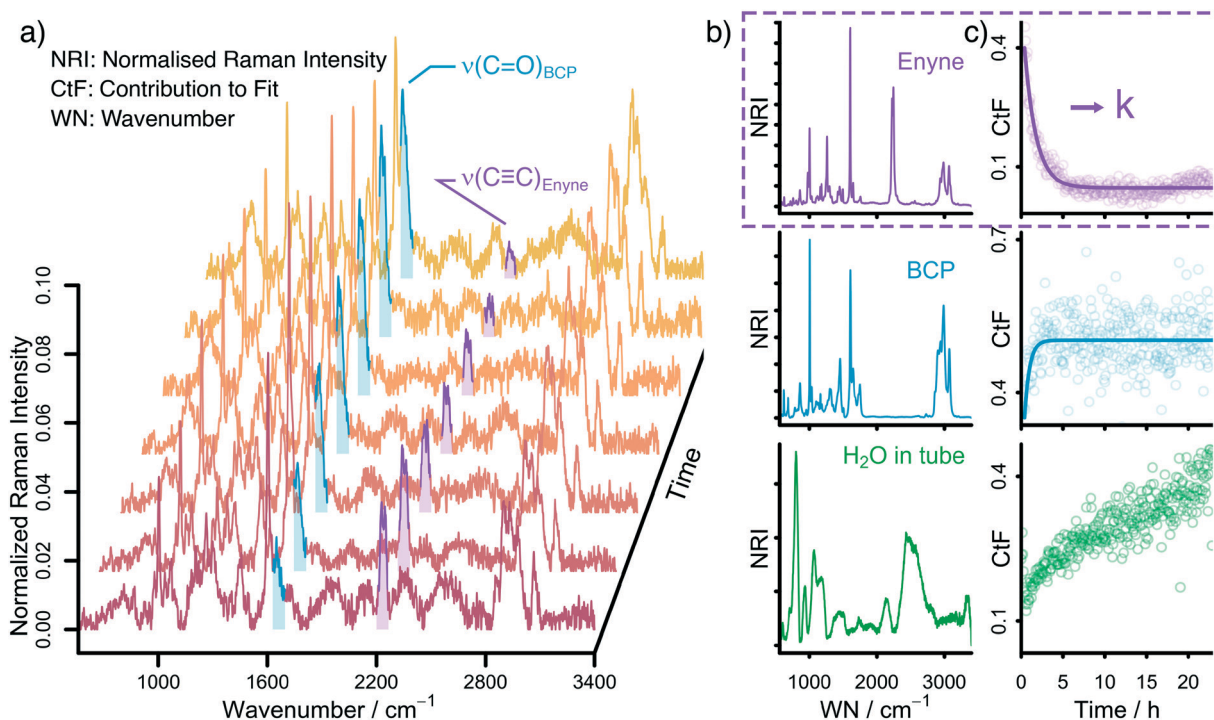 a)
NRI: Normalised Raman Intensity
CtF: Contribution to Fit
WN: Wavenumber
ν(C=O)BCP
ν(C≡C)Enyne
Normalized Raman Intensity
0.10
0.08
0.06
0.04
0.02
0.00
1000 1600 2200 2800 3400
Wavenumber / cm⁻¹
Time
b)
Enyne
NRI
BCP
NRI
H₂O in tube
NRI
1000 2000 3000
WN / cm⁻¹
c)
0.4
CtF
0.1
→ k
0.7
CtF
0.4
0.4
CtF
0.1
0 5 10 15 20
Time / h